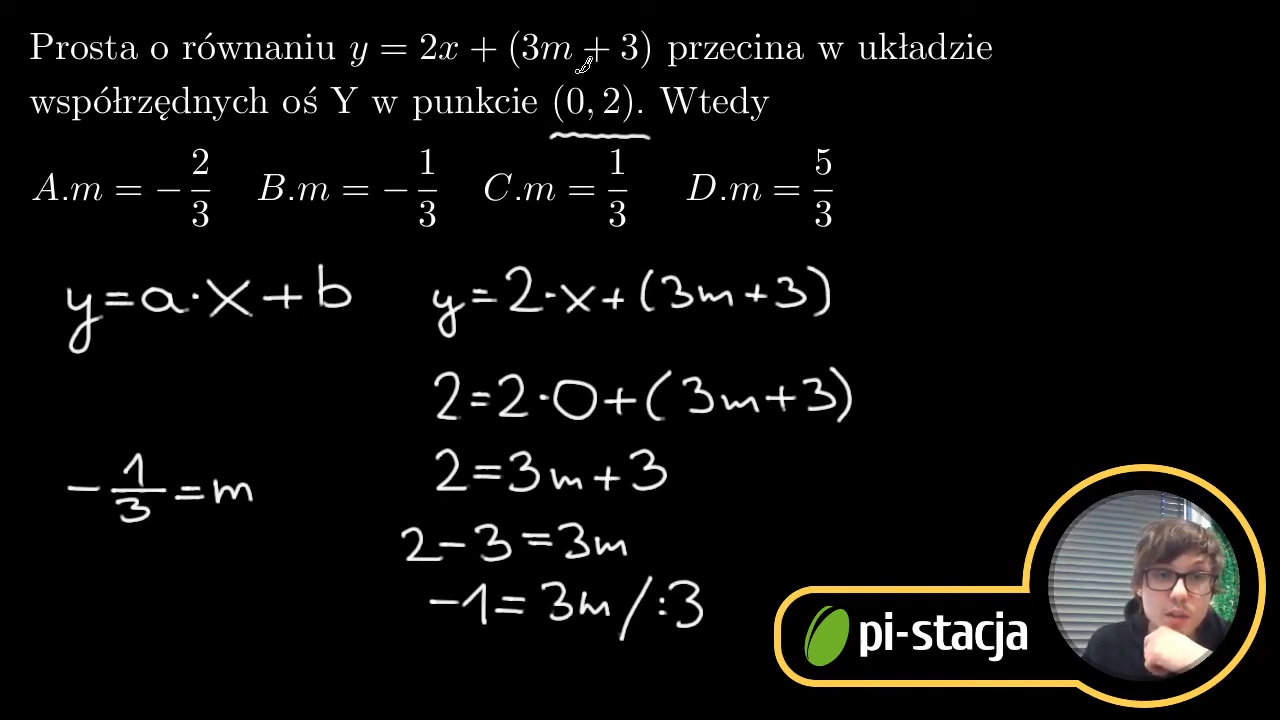 Prosta o równaniu y = 2x + (3m + 3) przecina w układzie
współrzędnych oś Y w punkcie (0, 2). Wtedy
A.m = -2/3 B.m = -1/3 C.m = 1/3 D.m = 5/3
y=a·x+b
y=2·x+(3m+3)
2=2·0+(3m+3)
2=3m+3
2-3=3m
-1=3m/:3
-1/3=m
pi-stacja